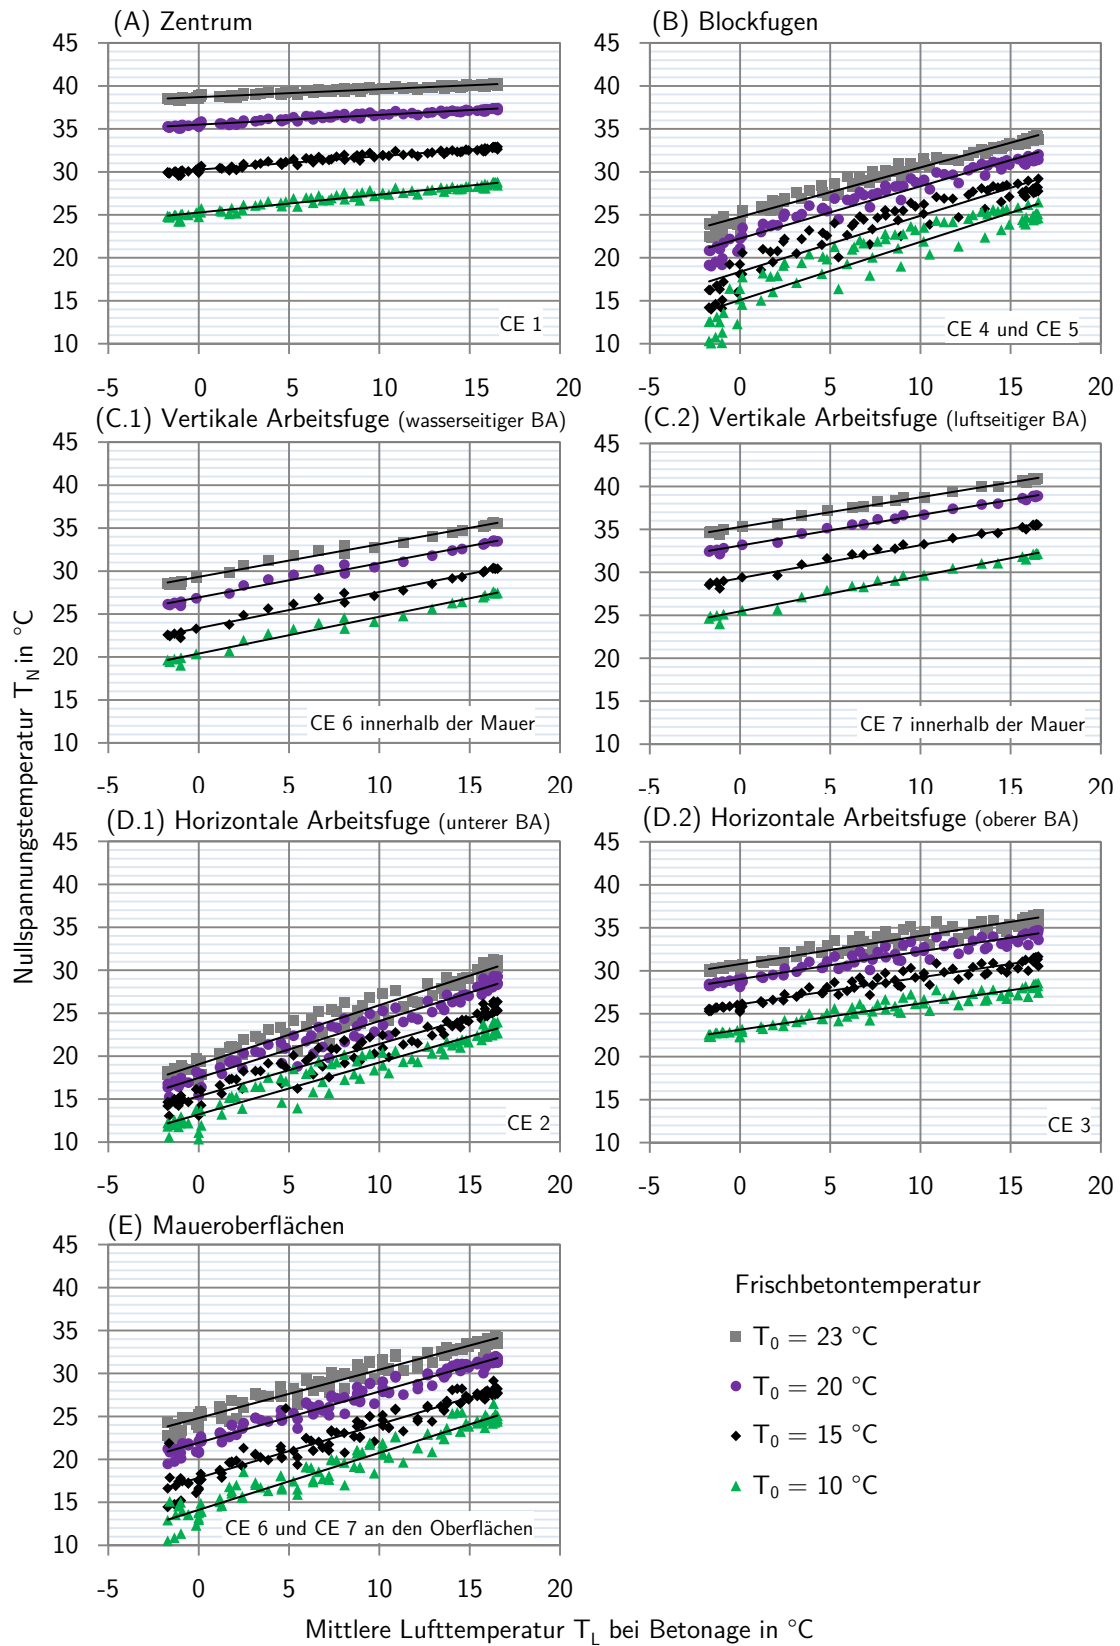 (A) Zentrum
45
40
35
30
25
20
15
10
CE 1
-5 0 5 10 15 20
(B) Blockfugen
45
40
35
30
25
20
15
10
CE 4 und CE 5
-5 0 5 10 15 20
(C.1) Vertikale Arbeitsfuge (wasserseitiger BA)
45
40
35
30
25
20
15
10
CE 6 innerhalb der Mauer
-5 0 5 10 15 20
(C.2) Vertikale Arbeitsfuge (luftseitiger BA)
45
40
35
30
25
20
15
10
CE 7 innerhalb der Mauer
-5 0 5 10 15 20
Nullspannungstemperatur T_N in °C
(D.1) Horizontale Arbeitsfuge (unterer BA)
45
40
35
30
25
20
15
10
CE 2
-5 0 5 10 15 20
(D.2) Horizontale Arbeitsfuge (oberer BA)
45
40
35
30
25
20
15
10
CE 3
-5 0 5 10 15 20
(E) Maueroberflächen
45
40
35
30
25
20
15
10
CE 6 und CE 7 an den Oberflächen
-5 0 5 10 15 20
Frischbetontemperatur
T_0 = 23 °C
T_0 = 20 °C
T_0 = 15 °C
T_0 = 10 °C
Mittlere Lufttemperatur T_L bei Betonage in °C